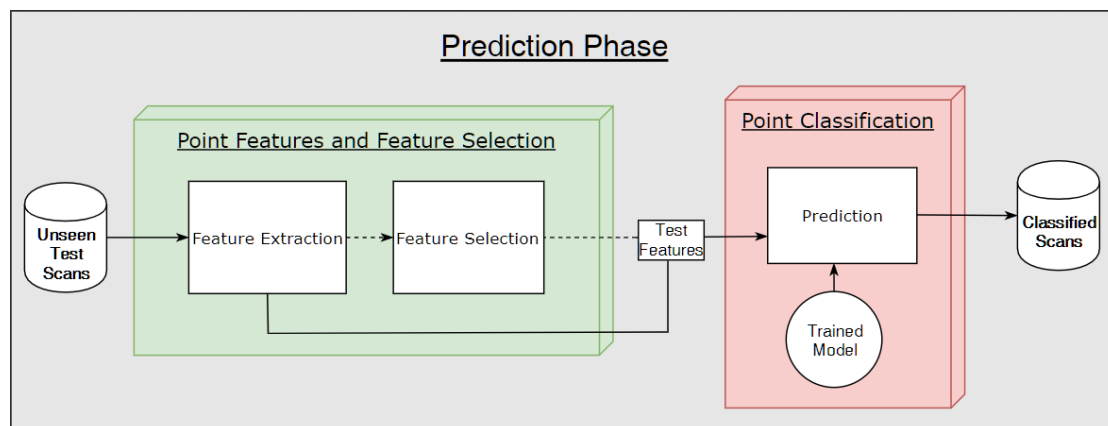 Prediction Phase
Point Features and Feature Selection
Point Classification
Unseen
Test
Scans
Feature Extraction
Feature Selection
Test
Features
Prediction
Trained
Model
Classified
Scans